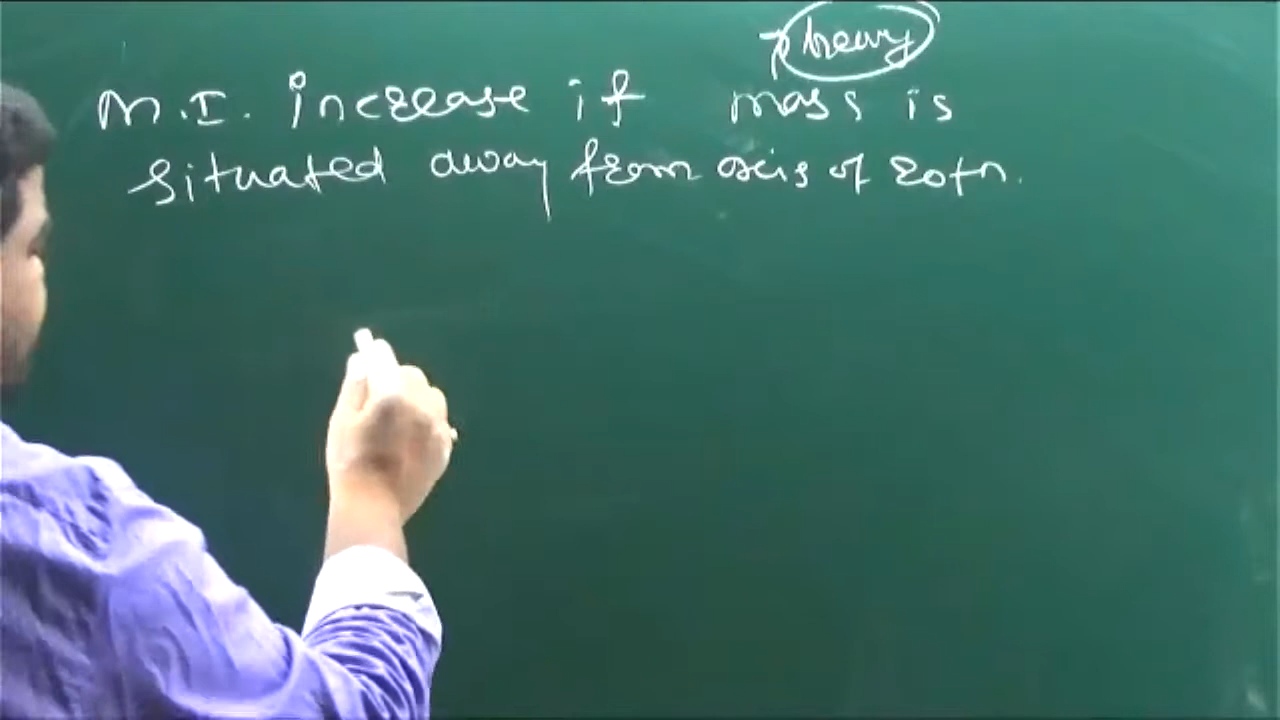 heavy
M.I. increase if mass is
situated away from axis of rotn.